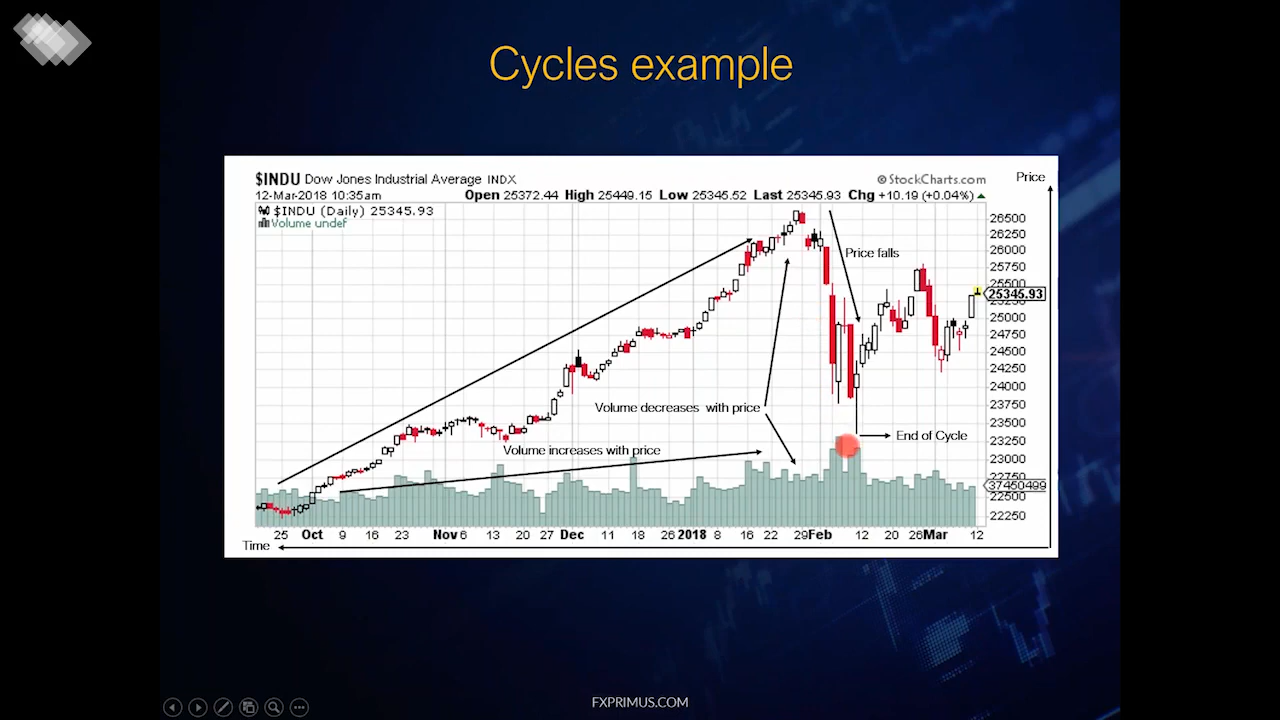 Cycles example
$INDU Dow Jones Industrial Average INDX
© StockCharts.com
Price
12-Mar-2018 10:35am
Open 25372.44 High 25449.15 Low 25345.52 Last 25345.93 Chg +10.19 (+0.04%)
$INDU (Daily) 25345.93
Volume undef
26500
26250
26000
25750
25500
25345.93
25250
25000
24750
24500
24250
24000
23750
23500
23250
23000
22750
37450499
22500
22250
Price falls
Volume decreases with price
End of Cycle
Volume increases with price
25 Oct 9 16 23 Nov 6 13 20 27 Dec 11 18 26 2018 8 16 22 29 Feb 12 20 26 Mar 12
Time
FXPRIMUS.COM